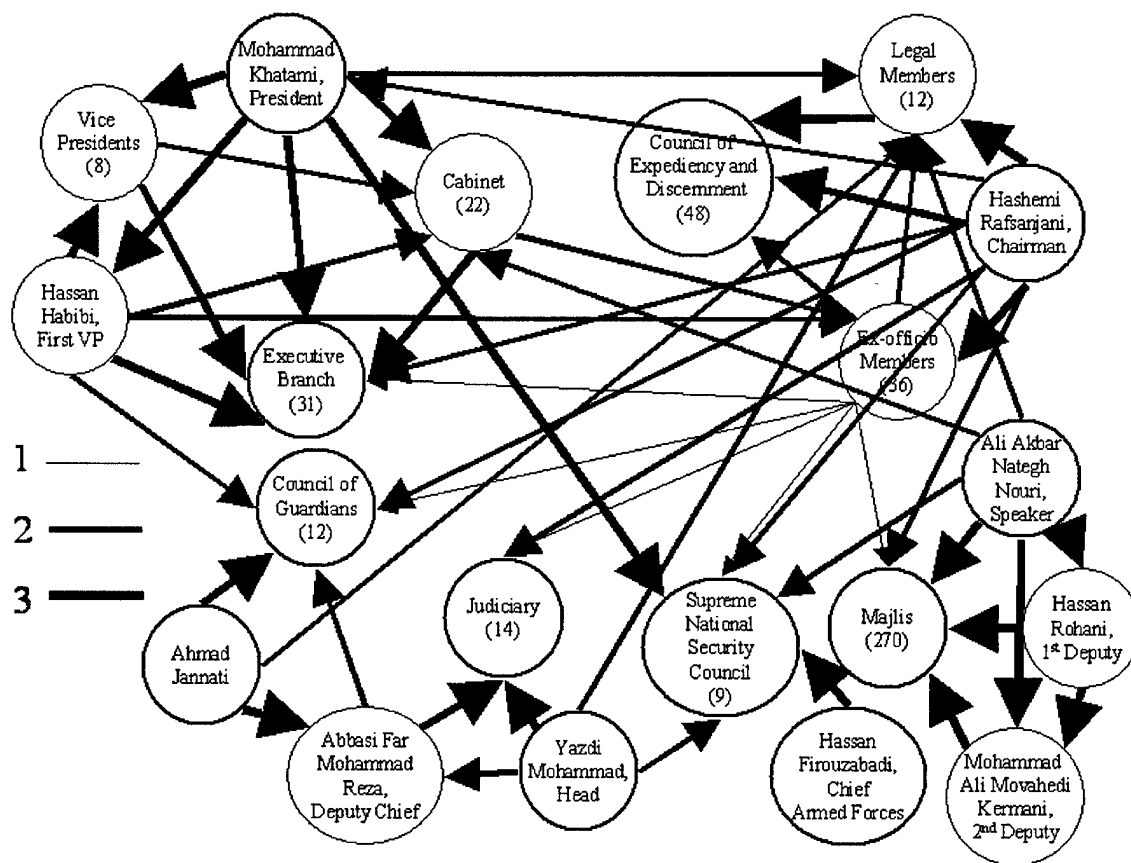 Mohammad
Khatami,
President
Legal
Members
(12)
Vice
Presidents
(8)
Council of
Expediency and
Discernment
(48)
Cabinet
(22)
Hashemi
Rafsanjani,
Chairman
Hassan
Habibi,
First VP
Executive
Branch
(31)
Ex-officio
Members
(36)
Ali Akbar
Nategh
Nouri,
Speaker
1
2
3
Council of
Guardians
(12)
Judiciary
(14)
Supreme
National
Security
Council
(9)
Majlis
(270)
Hassan
Rohani,
1st Deputy
Ahmad
Jannati
Abbasi Far
Mohammad
Reza,
Deputy Chief
Yazdi
Mohammad,
Head
Hassan
Firouzabadi,
Chief
Armed Forces
Mohammad
Ali Movahedi
Kermani,
2nd Deputy